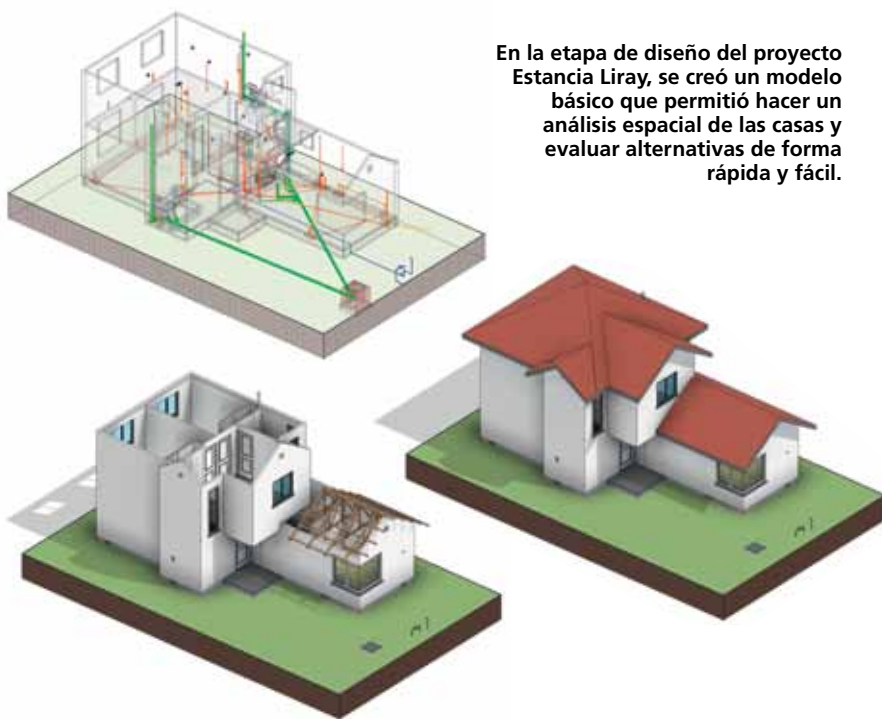 En la etapa de diseño del proyecto
Estancia Liray, se creó un modelo
básico que permitió hacer un
análisis espacial de las casas y
evaluar alternativas de forma
rápida y fácil.